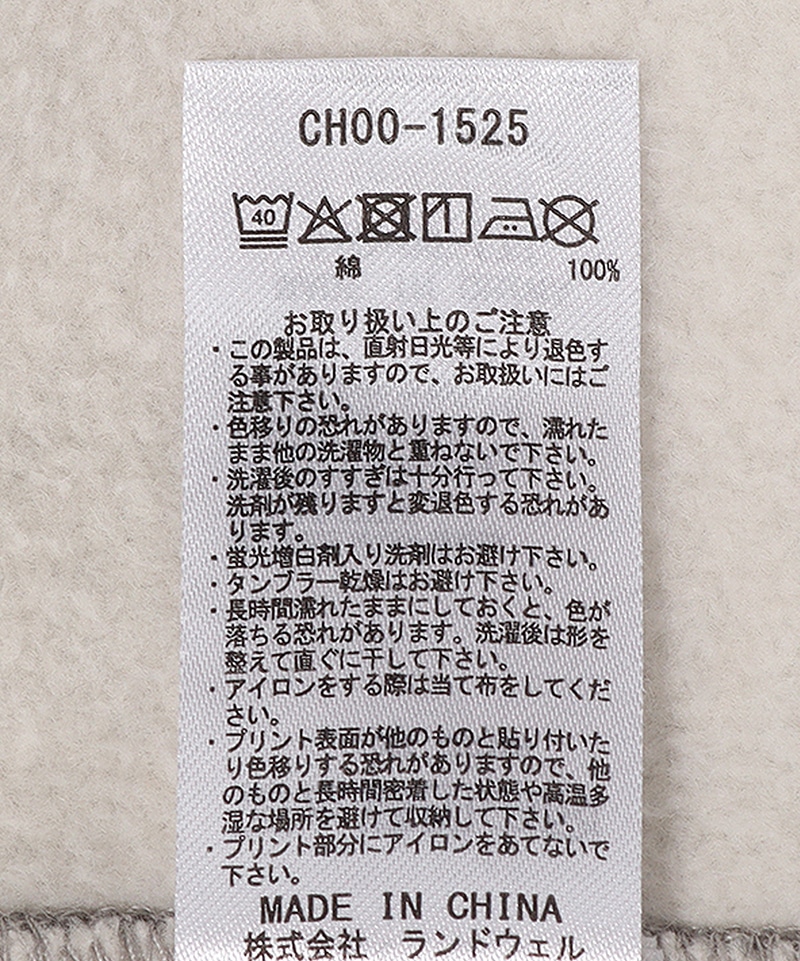 CH00-1525
40
綿 100%
お取り扱い上のご注意
・この製品は、直射日光等により退色す
る事がありますので、お取扱いにはご
注意下さい。
・色移りの恐れがありますので、濡れた
まま他の洗濯物と重ねないで下さい。
・洗濯後のすすぎは十分行って下さい。
洗剤が残りますと変退色する恐れがあ
ります。
・蛍光増白剤入り洗剤はお避け下さい。
・タンブラー乾燥はお避け下さい。
・長時間濡れたままにしておくと、色が
落ちる恐れがあります。洗濯後は形を
整えて直ぐに干して下さい。
・アイロンをする際は当て布をしてくだ
さい。
・プリント表面が他のものと貼り付いた
り色移りする恐れがありますので、他
のものと長時間密着した状態や高温多
湿な場所を避けて収納して下さい。
・プリント部分にアイロンをあてないで
下さい。
MADE IN CHINA
株式会社 ランドウェル